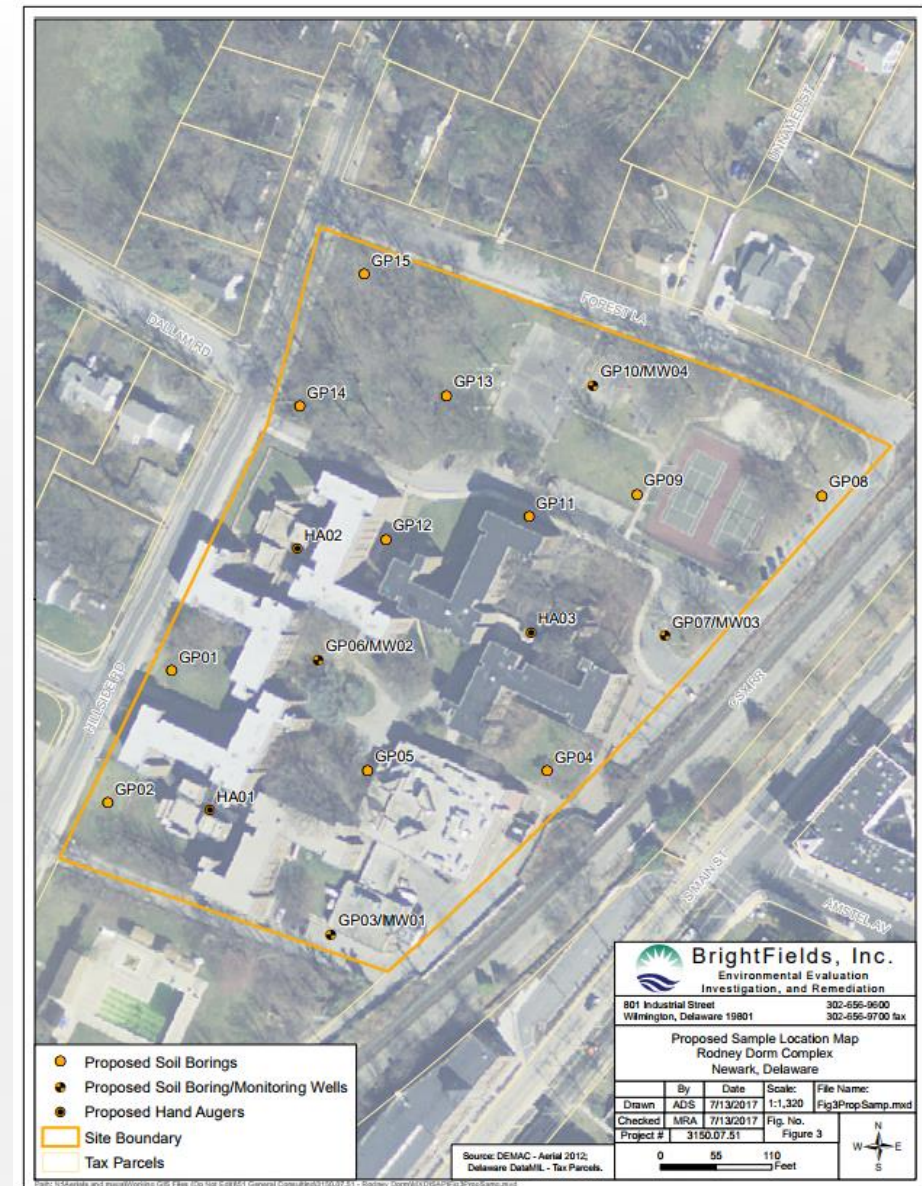 UNNAMED ST
GP15
FOREST LA
DALLAM RD
GP10/MW04
GP13
GP14
GP09
GP08
GP11
GP12
HA02
HA03
GP07/MW03
GP06/MW02
GP01
CSX RR
HILLSIDE RD
GP05
GP04
GP02
HA01
S MAIN ST
AMSTEL AV
GP03/MW01
BrightFields, Inc.
Environmental Evaluation
Investigation, and Remediation
801 Industrial Street 302-656-9600
Wilmington, Delaware 19801 302-656-9700 fax
Proposed Sample Location Map
Rodney Dorm Complex
Newark, Delaware
By Date Scale: File Name:
Drawn ADS 7/13/2017 1:1,320 Fig3PropSamp.mxd
Checked MRA 7/13/2017 Fig. No.
Project # 3150.07.51 Figure 3
0 55 110
Feet
N
W E
S
Proposed Soil Borings
Proposed Soil Boring/Monitoring Wells
Proposed Hand Augers
Site Boundary
Tax Parcels
Source: DEMAC - Aerial 2012;
Delaware DataMIL - Tax Parcels.